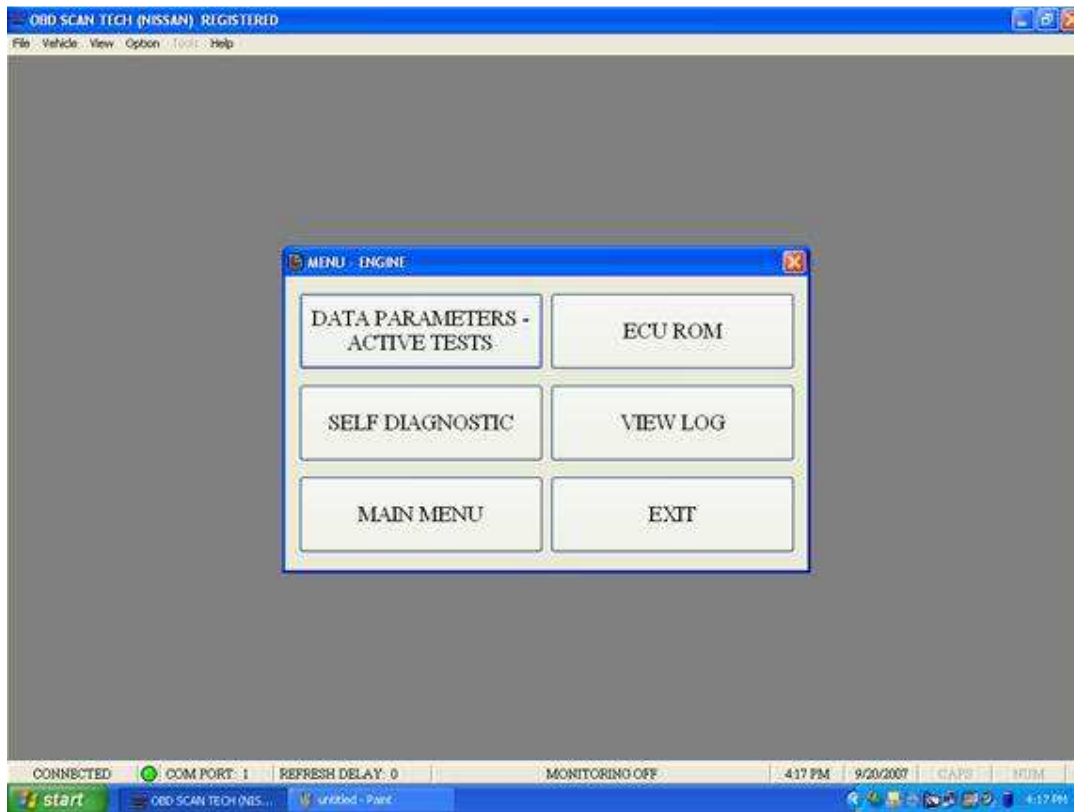 OBD SCAN TECH (NISSAN) REGISTERED
File Vehicle View Option Tools Help
MENU - ENGINE
DATA PARAMETERS -
ACTIVE TESTS
ECU ROM
SELF DIAGNOSTIC
VIEW LOG
MAIN MENU
EXIT
CONNECTED COM PORT: 1 REFRESH DELAY: 0 MONITORING OFF 4:17 PM 9/20/2007 CAPS NUM
start OBD SCAN TECH (NIS... untitled - Paint 4:17 PM